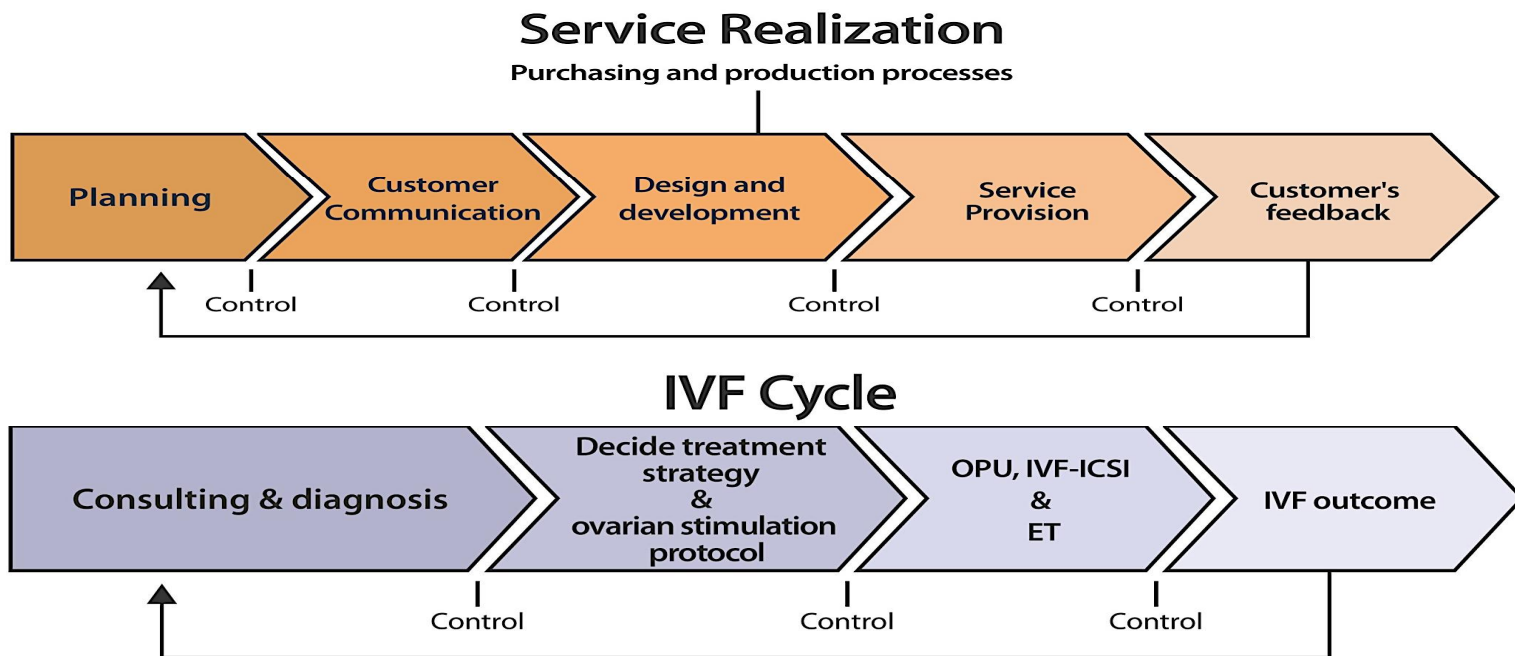 Service Realization
Purchasing and production processes
Planning
Customer
Communication
Design and
development
Service
Provision
Customer's
feedback
Control
Control
Control
Control
IVF Cycle
Consulting & diagnosis
Decide treatment
strategy
&
ovarian stimulation
protocol
OPU, IVF-ICSI
&
ET
IVF outcome
Control
Control
Control